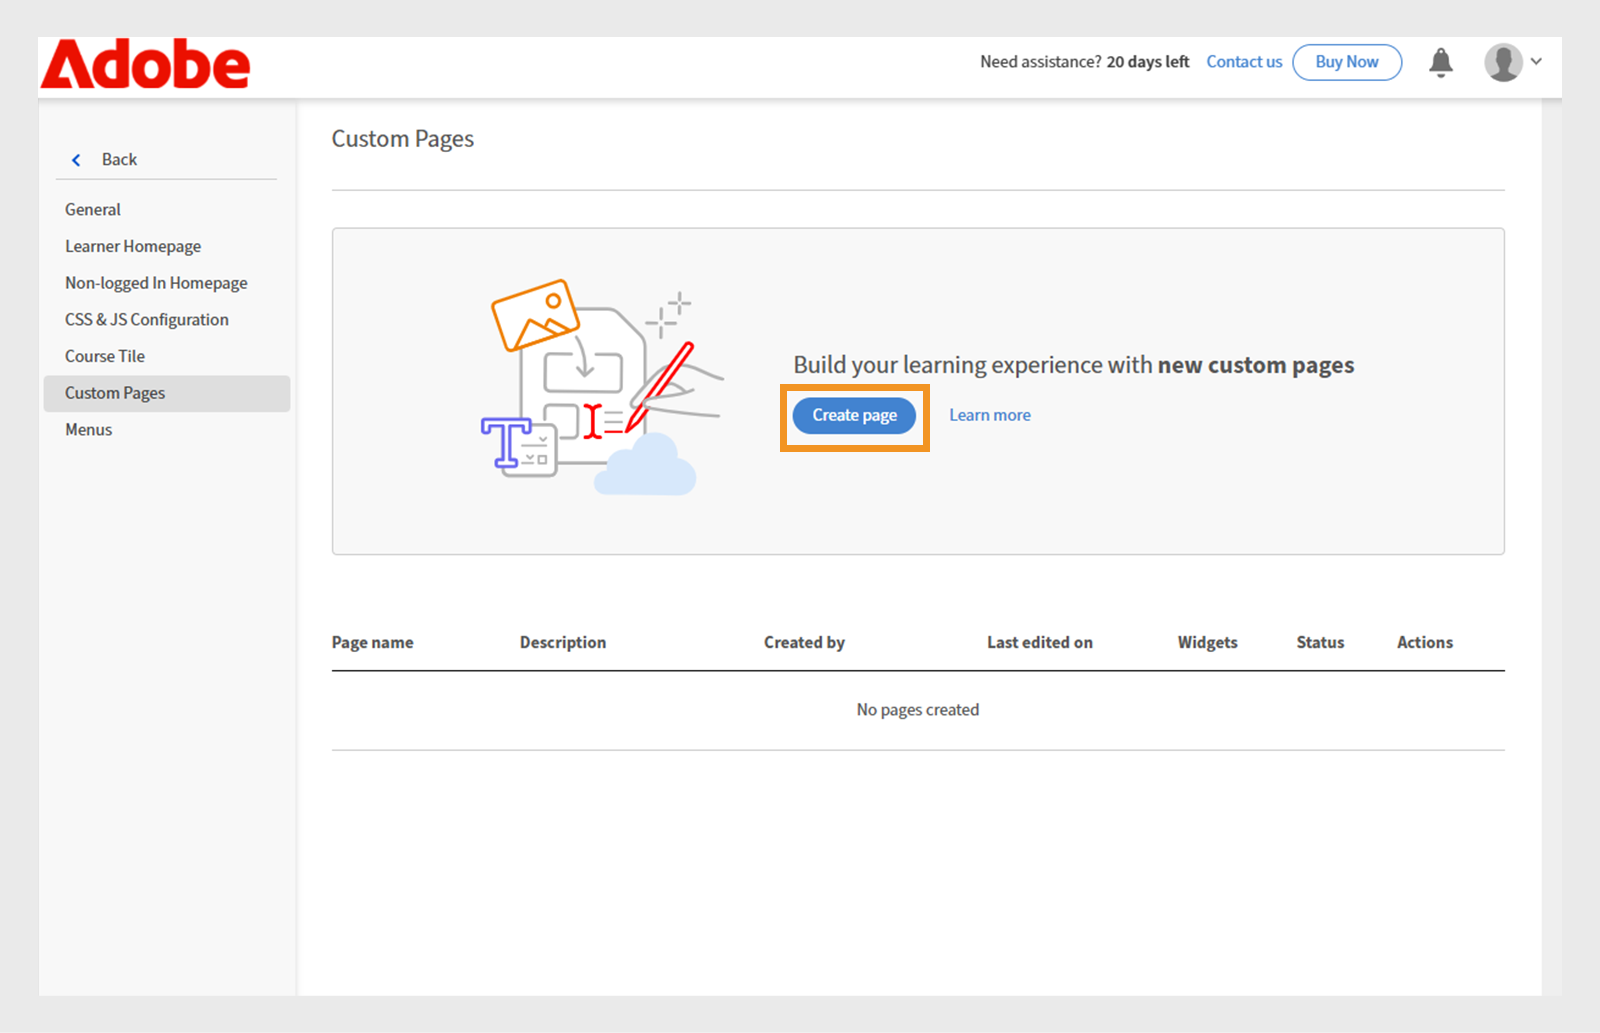 Adobe
Need assistance? 20 days left Contact us Buy Now
Back
General
Learner Homepage
Non-logged In Homepage
CSS & JS Configuration
Course Tile
Custom Pages
Menus
Custom Pages
Build your learning experience with new custom pages
Create page Learn more
Page name Description Created by Last edited on Widgets Status Actions
No pages created